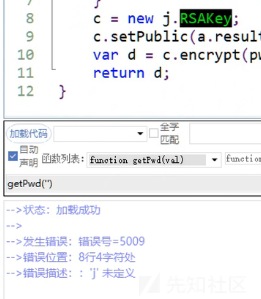 7 }
8 c = new j.RSAKey;
9 c.setPublic(a.result
10 var d = c.encrypt(pw
11 return d;
12 }
加载代码
全字
匹配
自动
声明
函数列表:
function getPwd(val)
function
getPwd('')
-->状态：加载成功
-->
-->发生错误：错误号=5009
-->错误位置：8行4字符处
-->错误描述：：'j' 未定义
先知社区